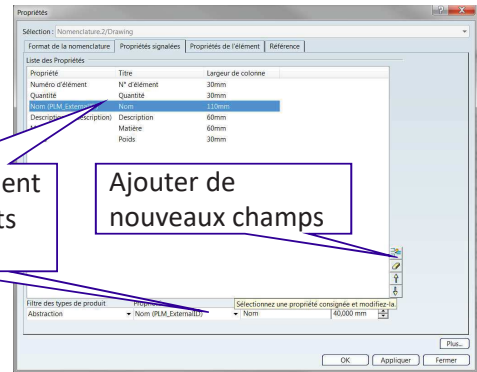 Propriétés
Sélection : Nomenclature.2/Drawing
Format de la nomenclature Propriétés signalées Propriétés de l'élément Référence
Liste des Propriétés
Propriété Titre Largeur de colonne
Numéro d'élément N° d'élément 30mm
Quantité Quantité 30mm
Nom (PLM_Extern Nom 110mm
Description Description 60mm
Matière 60mm
Poids 30mm
ent
ts
Ajouter de
nouveaux champs
Filtre des types de produit
Sélectionnez une propriété consignée et modifiez-la.
Abstraction Nom (PLM_ExternalID) Nom 40,000 mm
Plus...
OK Appliquer Fermer